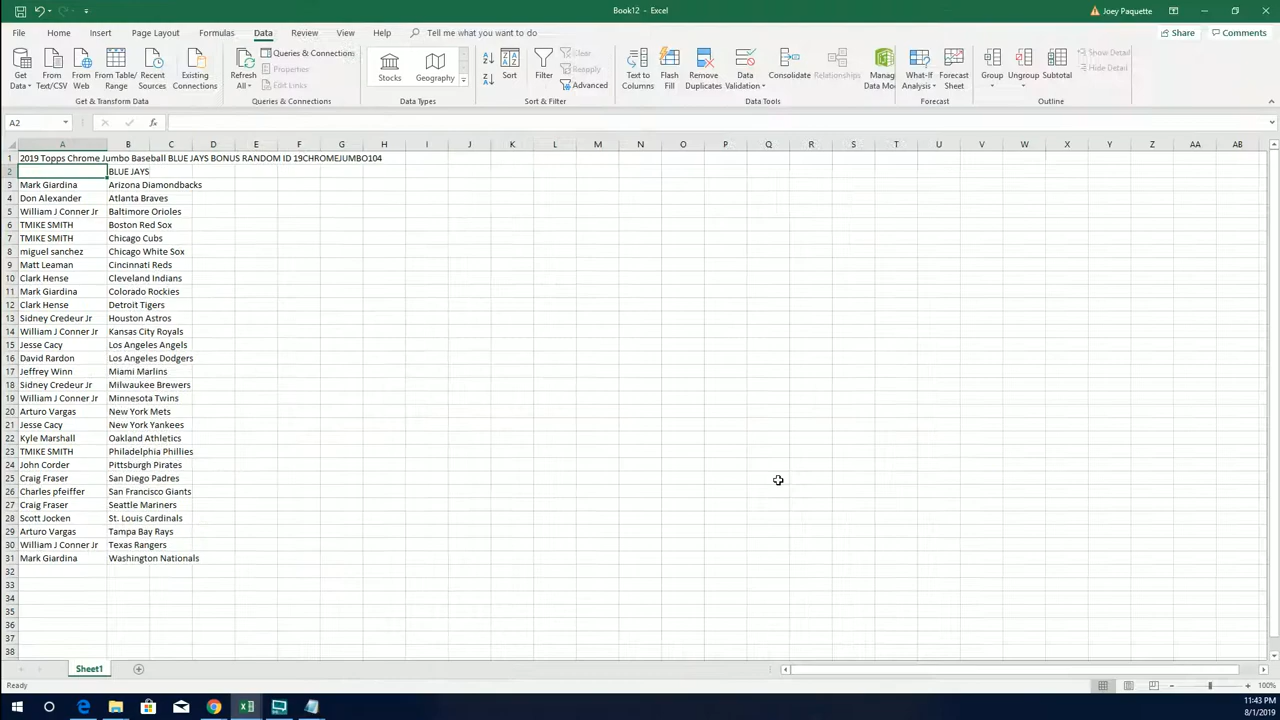 Book12 - Excel
Joey Paquette
File Home Insert Page Layout Formulas Data Review View Help Tell me what you want to do
Share Comments
Get Data From Text/CSV From Web From Table/Range Recent Sources Existing Connections
Refresh All Queries & Connections Properties Edit Links
Stocks Geography
Sort Filter Clear Reapply Advanced
Text to Columns Flash Fill Remove Duplicates Data Validation Consolidate Relationships Manag Data Mod
What-If Analysis Forecast Sheet
Group Ungroup Subtotal Show Detail Hide Detail
Get & Transform Data Queries & Connections Data Types Sort & Filter Data Tools Forecast Outline
A2 fx
A B C D E F G H I J K L M N O P Q R S T U V W X Y Z AA AB
1 2019 Topps Chrome Jumbo Baseball BLUE JAYS BONUS RANDOM ID 19CHROMEJUMBO104
2 BLUE JAYS
3 Mark Giardina Arizona Diamondbacks
4 Don Alexander Atlanta Braves
5 William J Conner Jr Baltimore Orioles
6 TMIKE SMITH Boston Red Sox
7 TMIKE SMITH Chicago Cubs
8 miguel sanchez Chicago White Sox
9 Matt Leaman Cincinnati Reds
10 Clark Hense Cleveland Indians
11 Mark Giardina Colorado Rockies
12 Clark Hense Detroit Tigers
13 Sidney Credeur Jr Houston Astros
14 William J Conner Jr Kansas City Royals
15 Jesse Cacy Los Angeles Angels
16 David Rardon Los Angeles Dodgers
17 Jeffrey Winn Miami Marlins
18 Sidney Credeur Jr Milwaukee Brewers
19 William J Conner Jr Minnesota Twins
20 Arturo Vargas New York Mets
21 Jesse Cacy New York Yankees
22 Kyle Marshall Oakland Athletics
23 TMIKE SMITH Philadelphia Phillies
24 John Corder Pittsburgh Pirates
25 Craig Fraser San Diego Padres
26 Charles pfeiffer San Francisco Giants
27 Craig Fraser Seattle Mariners
28 Scott Jocken St. Louis Cardinals
29 Arturo Vargas Tampa Bay Rays
30 William J Conner Jr Texas Rangers
31 Mark Giardina Washington Nationals
32
33
34
35
36
37
38
Sheet1
Ready 100%
11:43 PM
8/1/2019